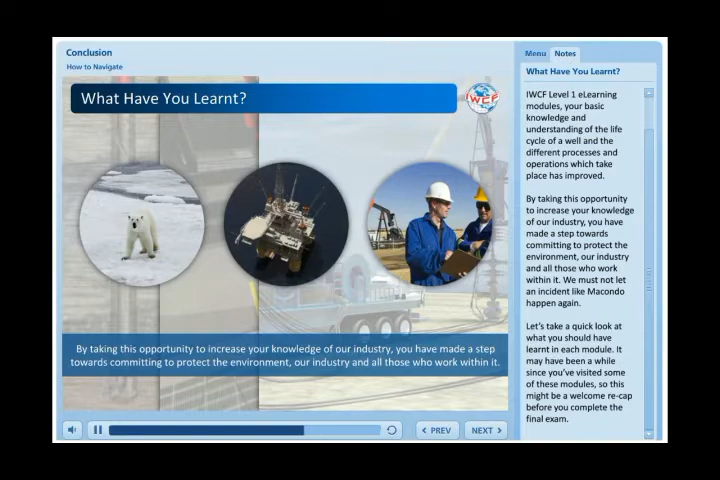 Conclusion
How to Navigate
What Have You Learnt?
IWCF
By taking this opportunity to increase your knowledge of our industry, you have made a step
towards committing to protect the environment, our industry and all those who work within it.
PREV
NEXT
Menu Notes
What Have You Learnt?
IWCF Level 1 eLearning
modules, your basic
knowledge and
understanding of the life
cycle of a well and the
different processes and
operations which take
place has improved.
By taking this opportunity
to increase your knowledge
of our industry, you have
made a step towards
committing to protect the
environment, our industry
and all those who work
within it. We must not let
an incident like Macondo
happen again.
Let's take a quick look at
what you should have
learnt in each module. It
may have been a while
since you've visited some
of these modules, so this
might be a welcome re-cap
before you complete the
final exam.